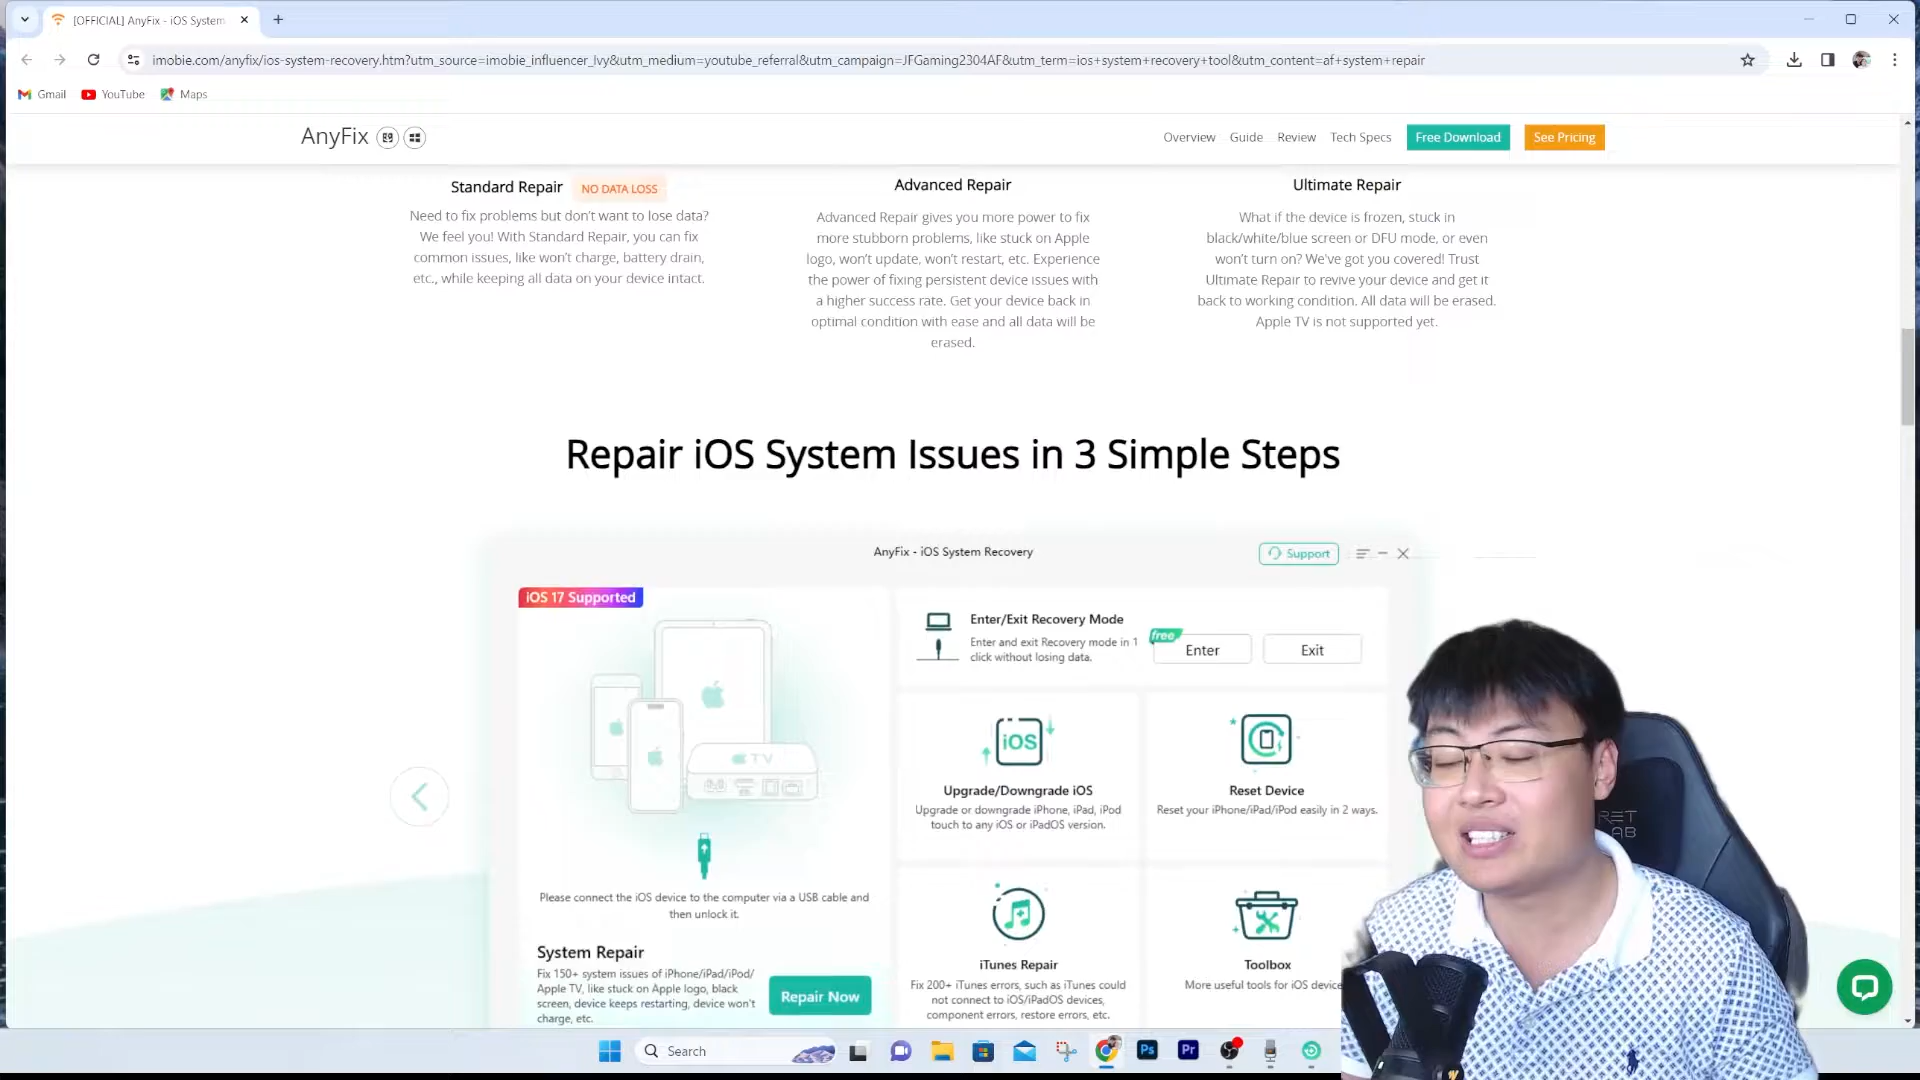 [OFFICIAL] AnyFix - iOS System
imobie.com/anyfix/ios-system-recovery.htm?utm_source=imobie_influencer_Ivy&utm_medium=youtube_referral&utm_campaign=JFGaming2304AF&utm_term=ios+system+recovery+tool&utm_content=af+system+repair
Gmail YouTube Maps
AnyFix
Overview Guide Review Tech Specs Free Download See Pricing
Standard Repair NO DATA LOSS
Need to fix problems but don’t want to lose data?
We feel you! With Standard Repair, you can fix
common issues, like won’t charge, battery drain,
etc., while keeping all data on your device intact.
Advanced Repair
Advanced Repair gives you more power to fix
more stubborn problems, like stuck on Apple
logo, won’t update, won’t restart, etc. Experience
the power of fixing persistent device issues with
a higher success rate. Get your device back in
optimal condition with ease and all data will be
erased.
Ultimate Repair
What if the device is frozen, stuck in
black/white/blue screen or DFU mode, or even
won’t turn on? We've got you covered! Trust
Ultimate Repair to revive your device and get it
back to working condition. All data will be erased.
Apple TV is not supported yet.
Repair iOS System Issues in 3 Simple Steps
AnyFix - iOS System Recovery
Support
iOS 17 Supported
TV
Please connect the iOS device to the computer via a USB cable and
then unlock it.
System Repair
Fix 150+ system issues of iPhone/iPad/iPod/
Apple TV, like stuck on Apple logo, black
screen, device keeps restarting, device won’t
charge, etc.
Repair Now
Enter/Exit Recovery Mode
Enter and exit Recovery mode in 1
click without losing data.
free
Enter
Exit
iOS
Upgrade/Downgrade iOS
Upgrade or downgrade iPhone, iPad, iPod
touch to any iOS or iPadOS version.
Reset Device
Reset your iPhone/iPad/iPod easily in 2 ways.
iTunes Repair
Fix 200+ iTunes errors, such as iTunes could
not connect to iOS/iPadOS devices,
component errors, restore errors, etc.
Toolbox
More useful tools for iOS device
RET
AB
Search
Ps
Pr